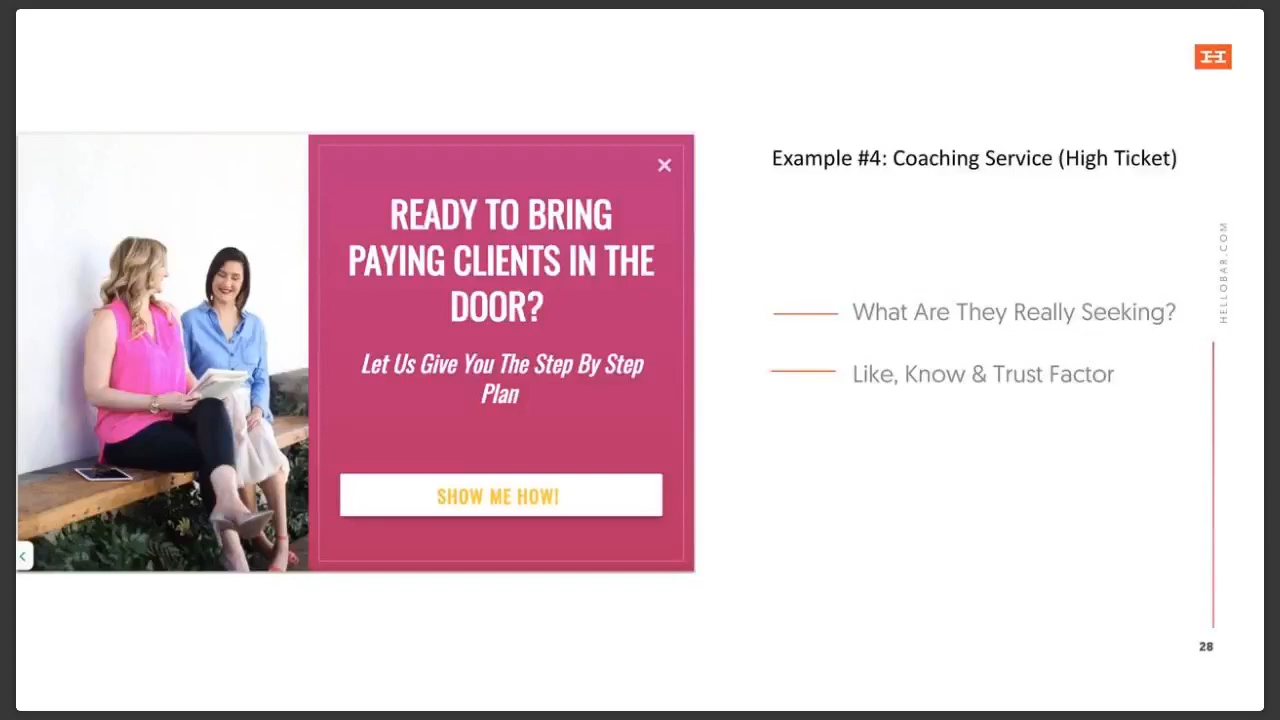 READY TO BRING
PAYING CLIENTS IN THE
DOOR?
Let Us Give You The Step By Step
Plan
SHOW ME HOW!
Example #4: Coaching Service (High Ticket)
What Are They Really Seeking?
Like, Know & Trust Factor
HELLOBAR.COM
28